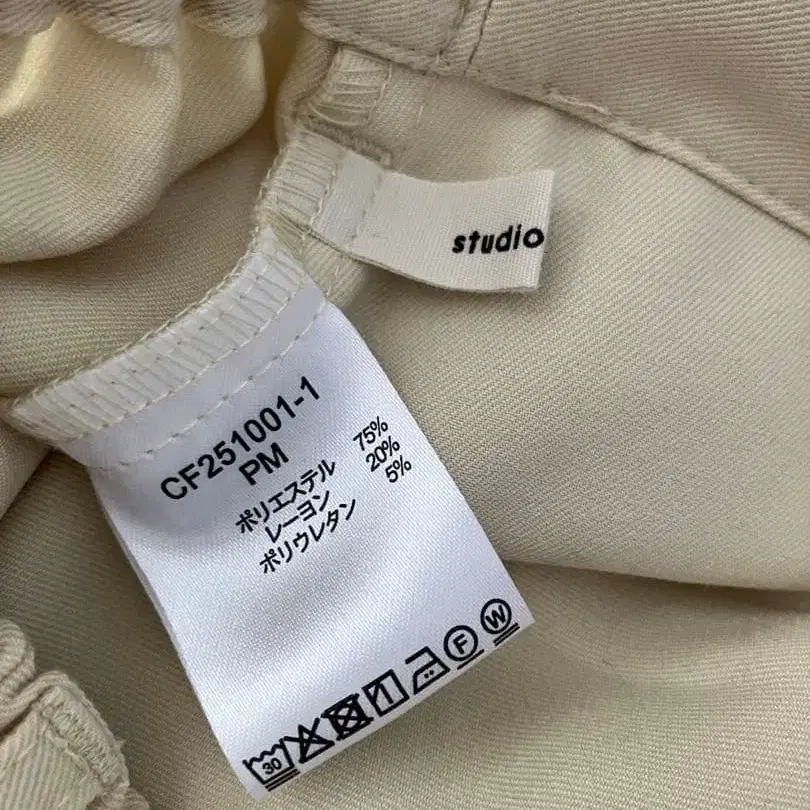 studio
CF251001-1
PM
ポリエステル 75%
レーヨン 20%
ポリウレタン 5%
30 F W